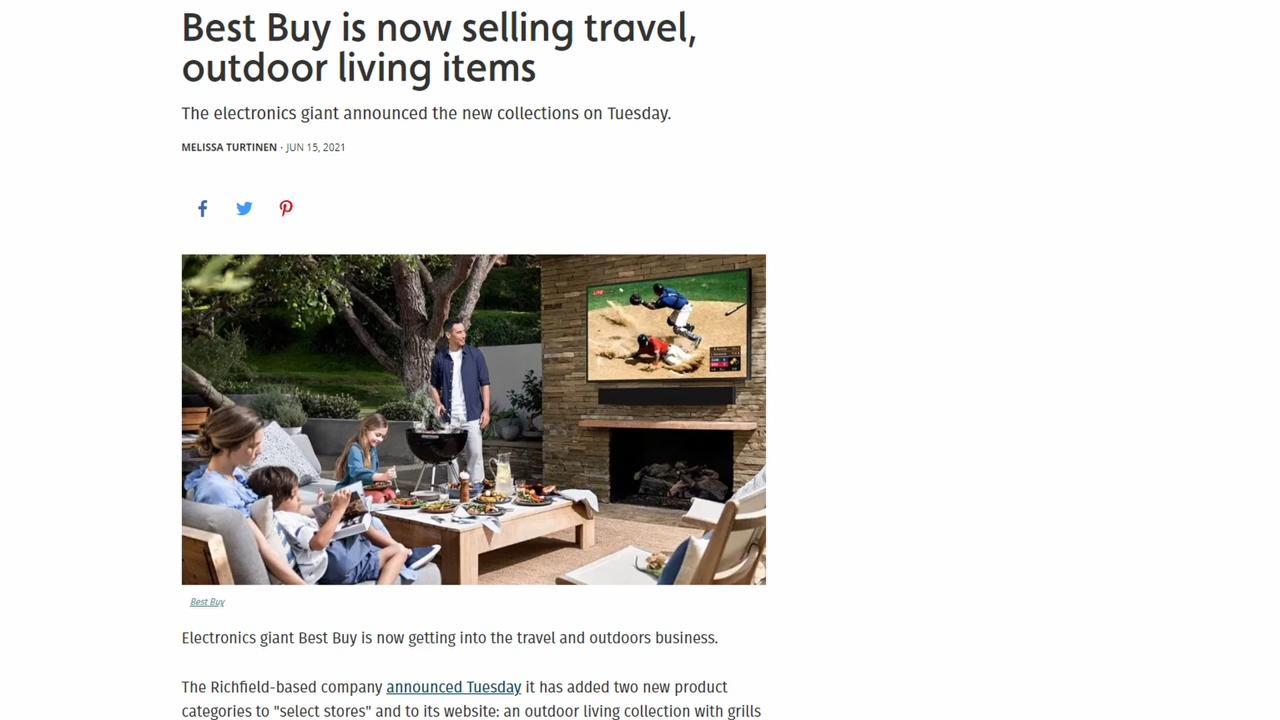 Best Buy is now selling travel,
outdoor living items
The electronics giant announced the new collections on Tuesday.
MELISSA TURTINEN · JUN 15, 2021
LIVE
Best Buy
Electronics giant Best Buy is now getting into the travel and outdoors business.
The Richfield-based company announced Tuesday it has added two new product
categories to "select stores" and to its website: an outdoor living collection with grills